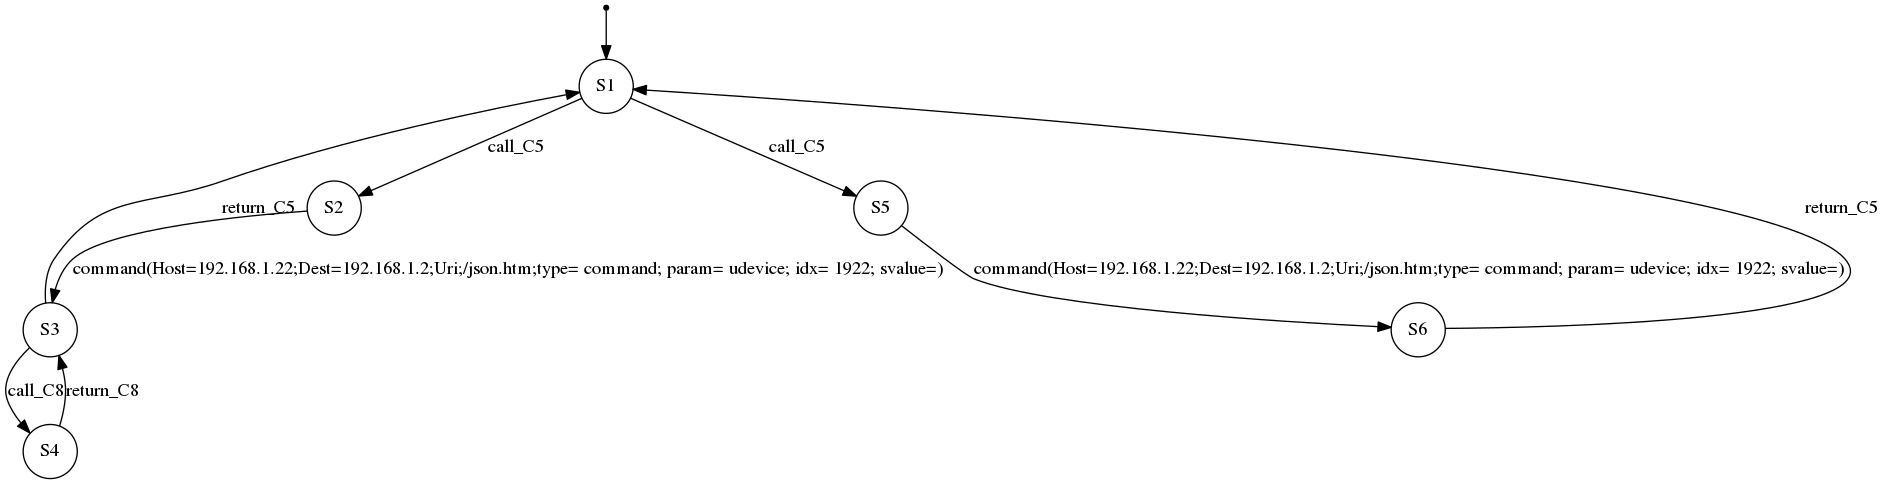 S1
call_C5
call_C5
return_C5
S2
S5
return_C5
command(Host=192.168.1.22;Dest=192.168.1.2;Uri;/json.htm;type= command; param= udevice; idx= 1922; svalue=)
command(Host=192.168.1.22;Dest=192.168.1.2;Uri;/json.htm;type= command; param= udevice; idx= 1922; svalue=)
S3
S6
call_C8
return_C8
S4